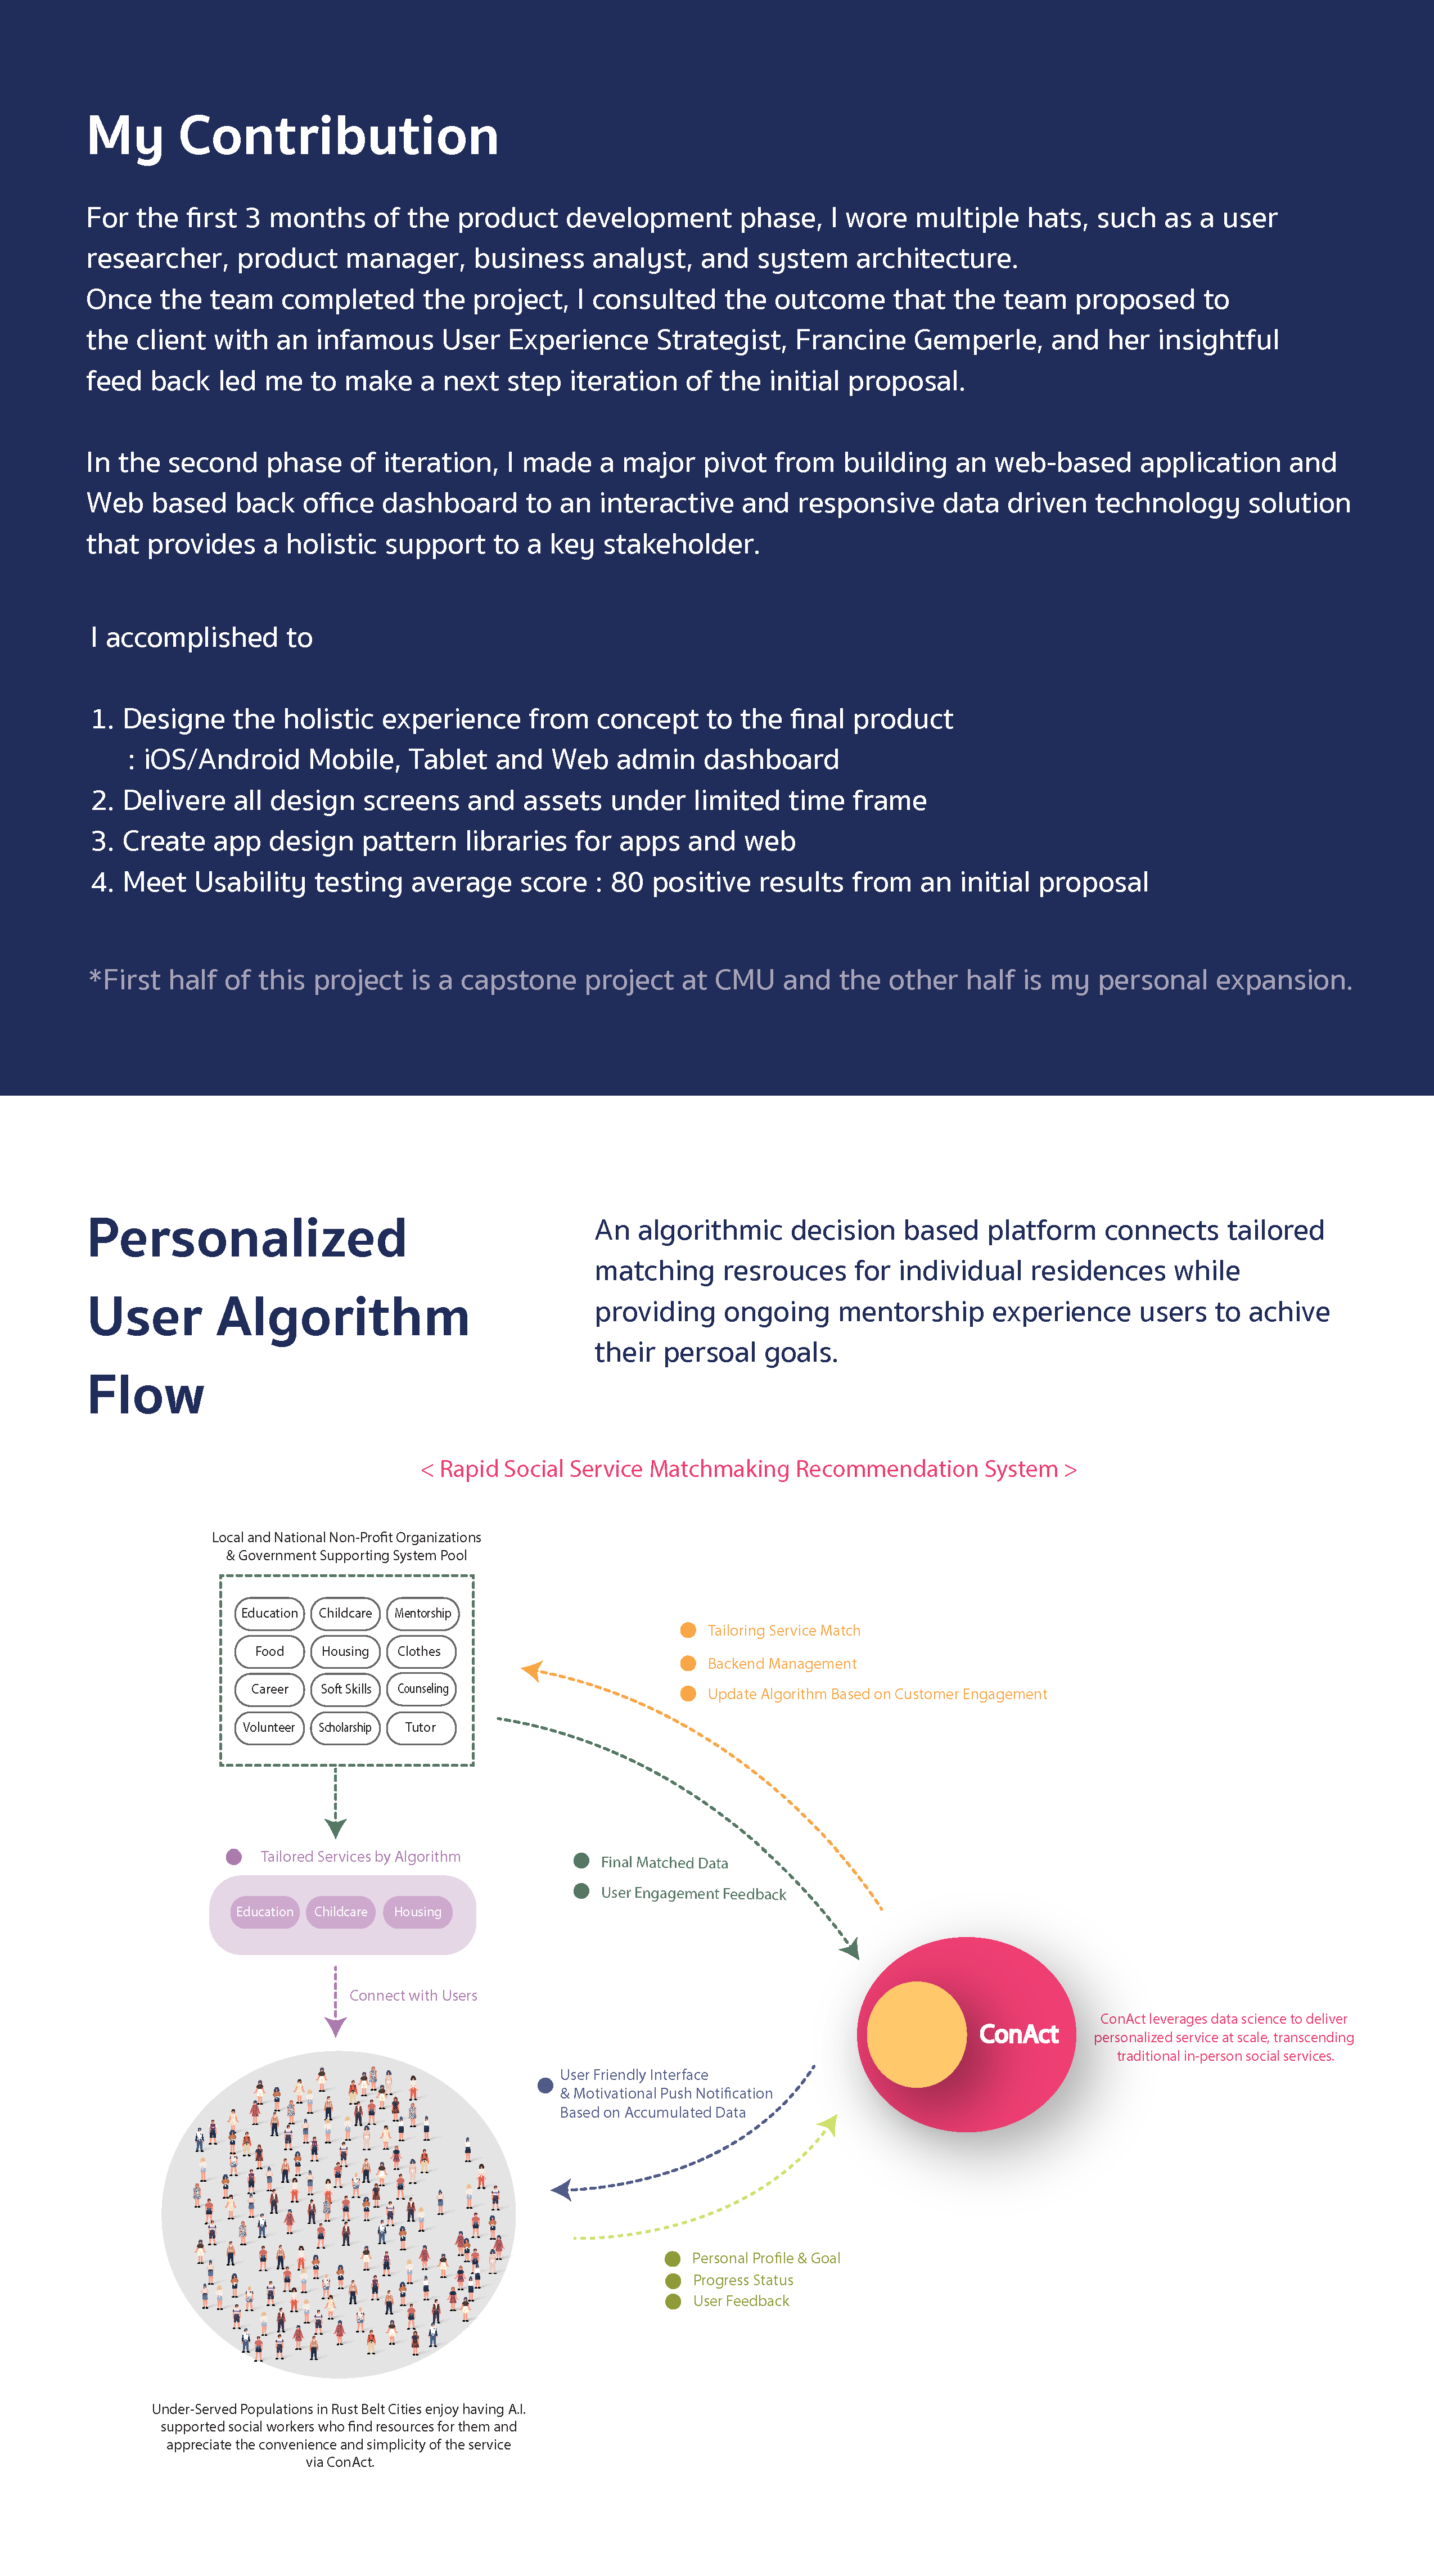 My Contribution
For the first 3 months of the product development phase, I wore multiple hats, such as a user
researcher, product manager, business analyst, and system architecture.
Once the team completed the project, I consulted the outcome that the team proposed to
the client with an infamous User Experience Strategist, Francine Gemperle, and her insightful
feed back led me to make a next step iteration of the initial proposal.
In the second phase of iteration, I made a major pivot from building an web-based application and
Web based back office dashboard to an interactive and responsive data driven technology solution
that provides a holistic support to a key stakeholder.
I accomplished to
1. Designe the holistic experience from concept to the final product
: iOS/Android Mobile, Tablet and Web admin dashboard
2. Delivere all design screens and assets under limited time frame
3. Create app design pattern libraries for apps and web
4. Meet Usability testing average score : 80 positive results from an initial proposal
*First half of this project is a capstone project at CMU and the other half is my personal expansion.
Personalized
User Algorithm
Flow
An algorithmic decision based platform connects tailored
matching resrouces for individual residences while
providing ongoing mentorship experience users to achive
their persoal goals.
< Rapid Social Service Matchmaking Recommendation System >
Local and National Non-Profit Organizations
& Government Supporting System Pool
Education Childcare Mentorship
Food Housing Clothes
Career Soft Skills Counseling
Volunteer Scholarship Tutor
Tailoring Service Match
Backend Management
Update Algorithm Based on Customer Engagement
Tailored Services by Algorithm
Education Childcare Housing
Final Matched Data
User Engagement Feedback
Connect with Users
ConAct
ConAct leverages data science to deliver
personalized service at scale, transcending
traditional in-person social services.
User Friendly Interface
& Motivational Push Notification
Based on Accumulated Data
Personal Profile & Goal
Progress Status
User Feedback
Under-Served Populations in Rust Belt Cities enjoy having A.I.
supported social workers who find resources for them and
appreciate the convenience and simplicity of the service
via ConAct.